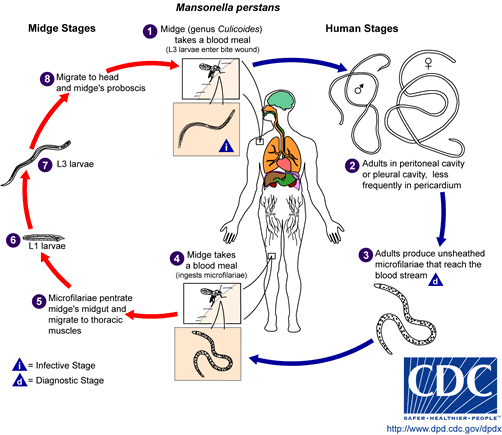 Mansonella perstans
Midge Stages
Human Stages
1 Midge (genus Culicoides)
takes a blood meal
(L3 larvae enter bite wound)
i
♂
♀
2 Adults in peritoneal cavity
or pleural cavity, less
frequently in pericardium
3 Adults produce unsheathed
microfilariae that reach the
blood stream
d
4 Midge takes
a blood meal
(ingests microfilariae)
5 Microfilariae pentrate
midge's midgut and
migrate to thoracic
muscles
6
L1 larvae
7 L3 larvae
8 Migrate to head
and midge's proboscis
i = Infective Stage
d = Diagnostic Stage
CDC
SAFER·HEALTHIER·PEOPLE™
http://www.dpd.cdc.gov/dpdx